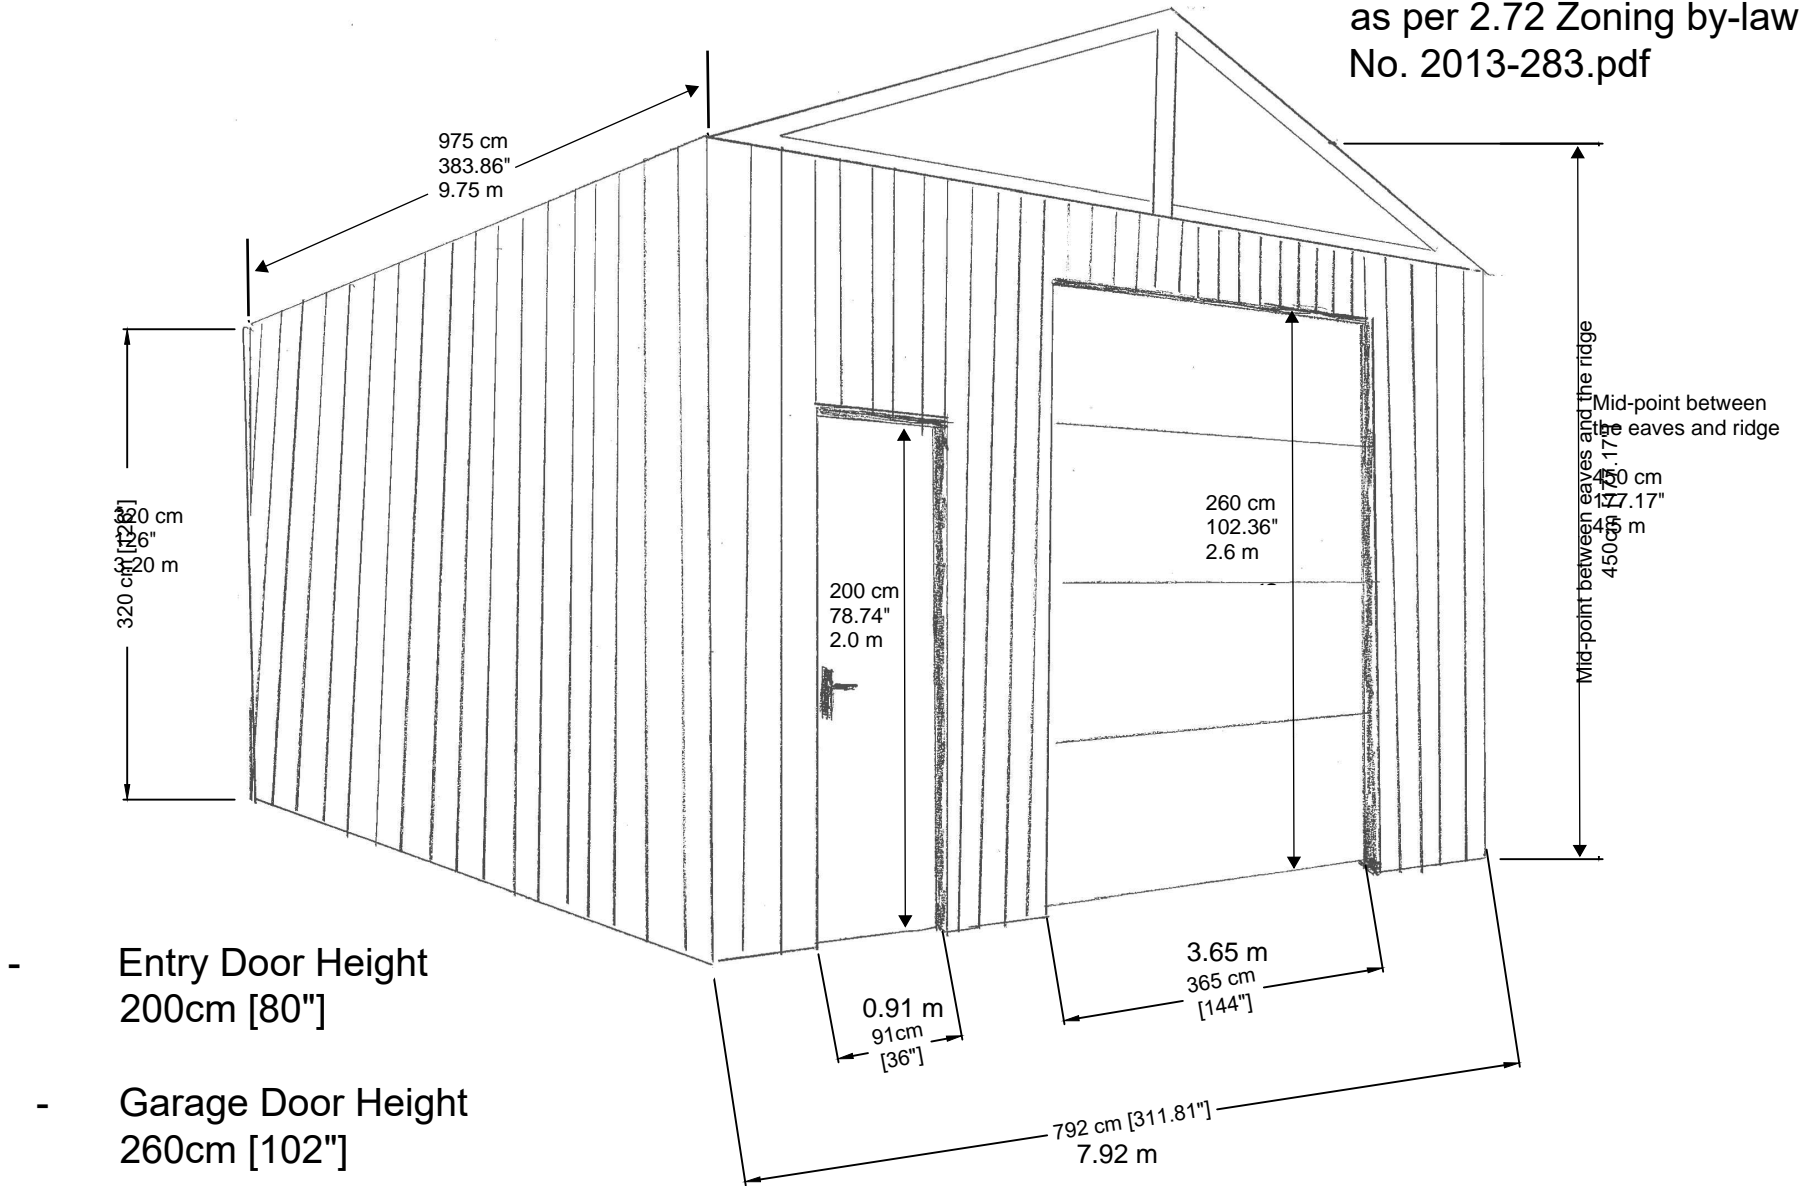 as per 2.72 Zoning by-law
No. 2013-283.pdf
975 cm
383.86"
9.75 m
320 cm
126"
3.20 m
320 cm [126"]
Mid-point between
the eaves and ridge
450 cm
177.17"
4.5 m
Mid-point between eaves and the ridge
450cm [177.17"]
260 cm
102.36"
2.6 m
200 cm
78.74"
2.0 m
- Entry Door Height
200cm [80"]
- Garage Door Height
260cm [102"]
0.91 m
91cm
[36"]
3.65 m
365 cm
[144"]
792 cm [311.81"]
7.92 m